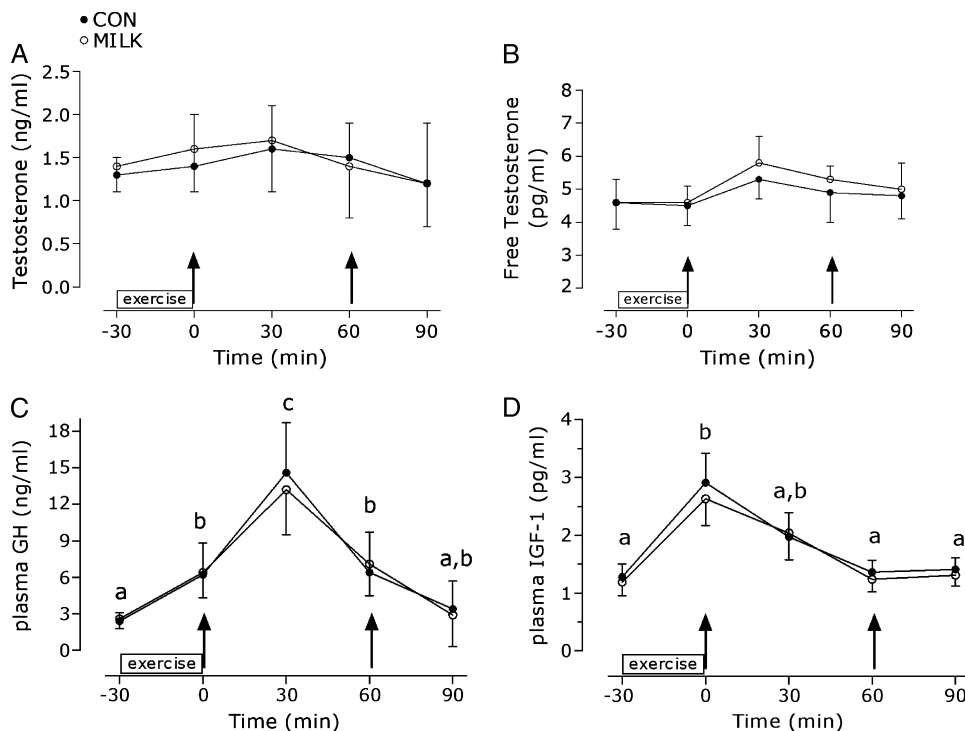 ● CON
○ MILK
A
Testosterone (ng/ml)
2.5
2.0
1.5
1.0
0.5
0.0
exercise
-30 0 30 60 90
Time (min)
B
Free Testosterone
(pg/ml)
8
7
6
5
4
3
2
exercise
-30 0 30 60 90
Time (min)
C
plasma GH (ng/ml)
18
15
12
9
6
3
0
a
b
c
b
a,b
exercise
-30 0 30 60 90
Time (min)
D
plasma IGF-1 (pg/ml)
4
3
2
1
0
a
b
a,b
a
a
exercise
-30 0 30 60 90
Time (min)